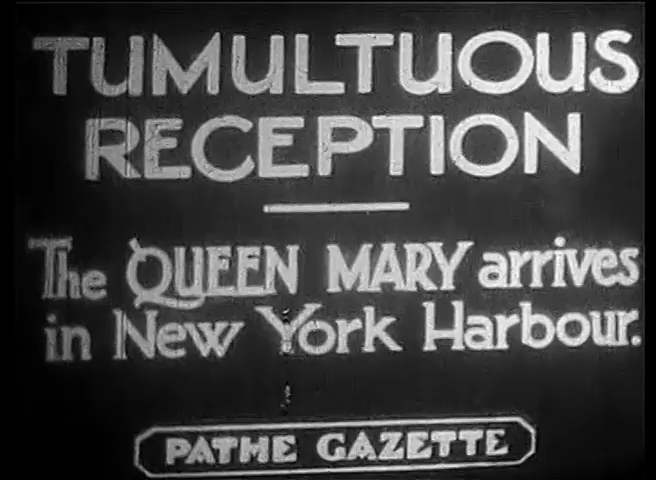 TUMULTUOUS
RECEPTION
The QUEEN MARY arrives
in New York Harbour.
PATHE GAZETTE